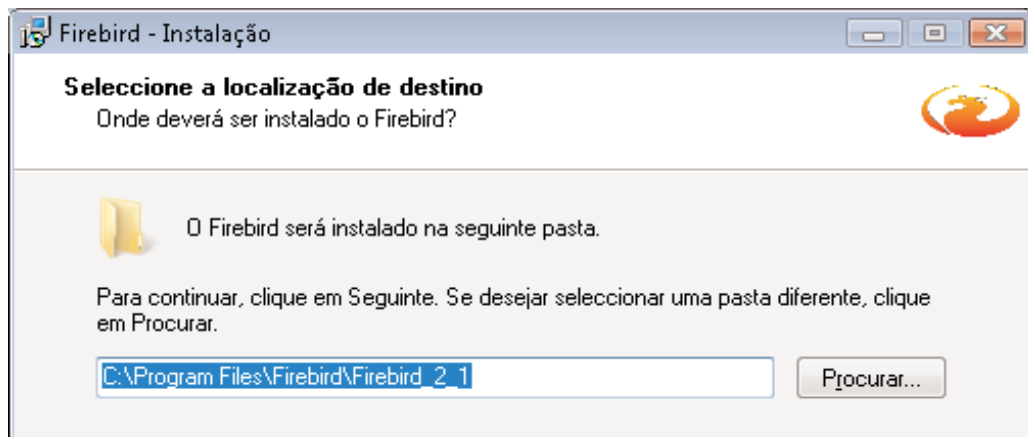 Firebird - Instalação
Seleccione a localização de destino
Onde deverá ser instalado o Firebird?
O Firebird será instalado na seguinte pasta.
Para continuar, clique em Seguinte. Se desejar seleccionar uma pasta diferente, clique
em Procurar.
C:\Program Files\Firebird\Firebird_2_1
Procurar...